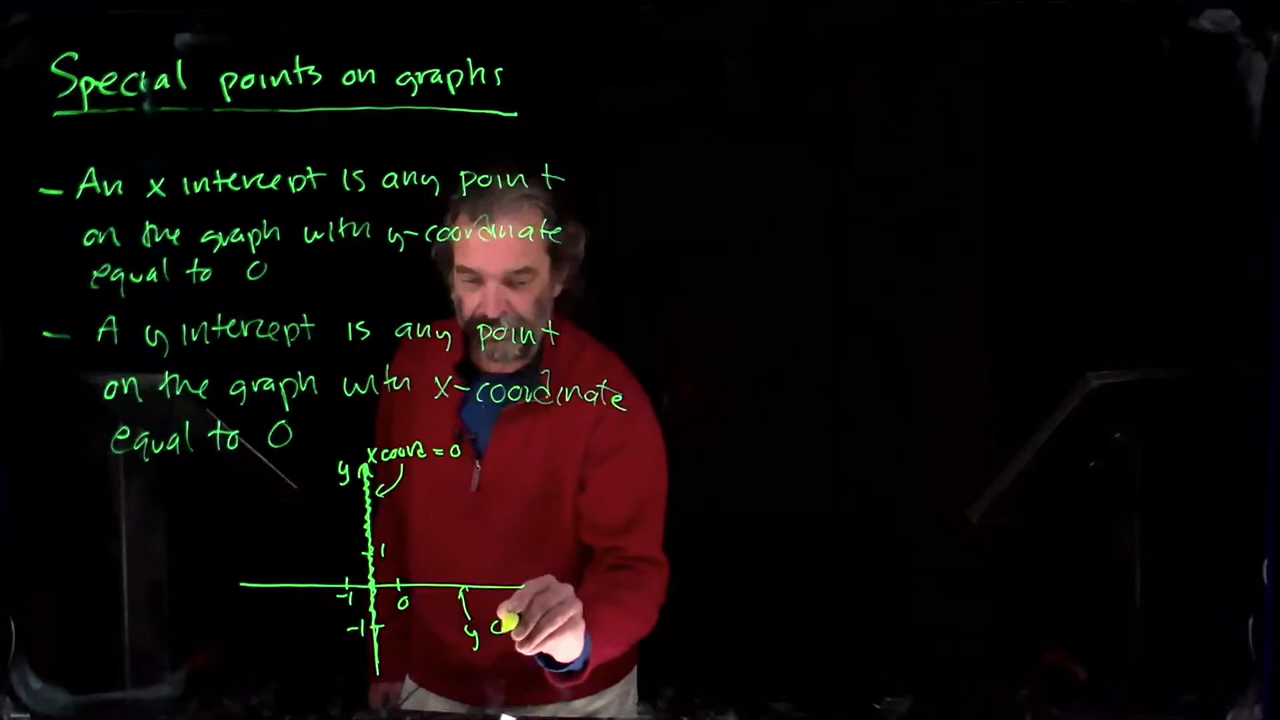 Special points on graphs
- An x intercept is any point
on the graph with y-coordinate
equal to 0
- A y intercept is any point
on the graph with x-coordinate
equal to 0
x coord = 0
y
1
-1
0
-1
y c